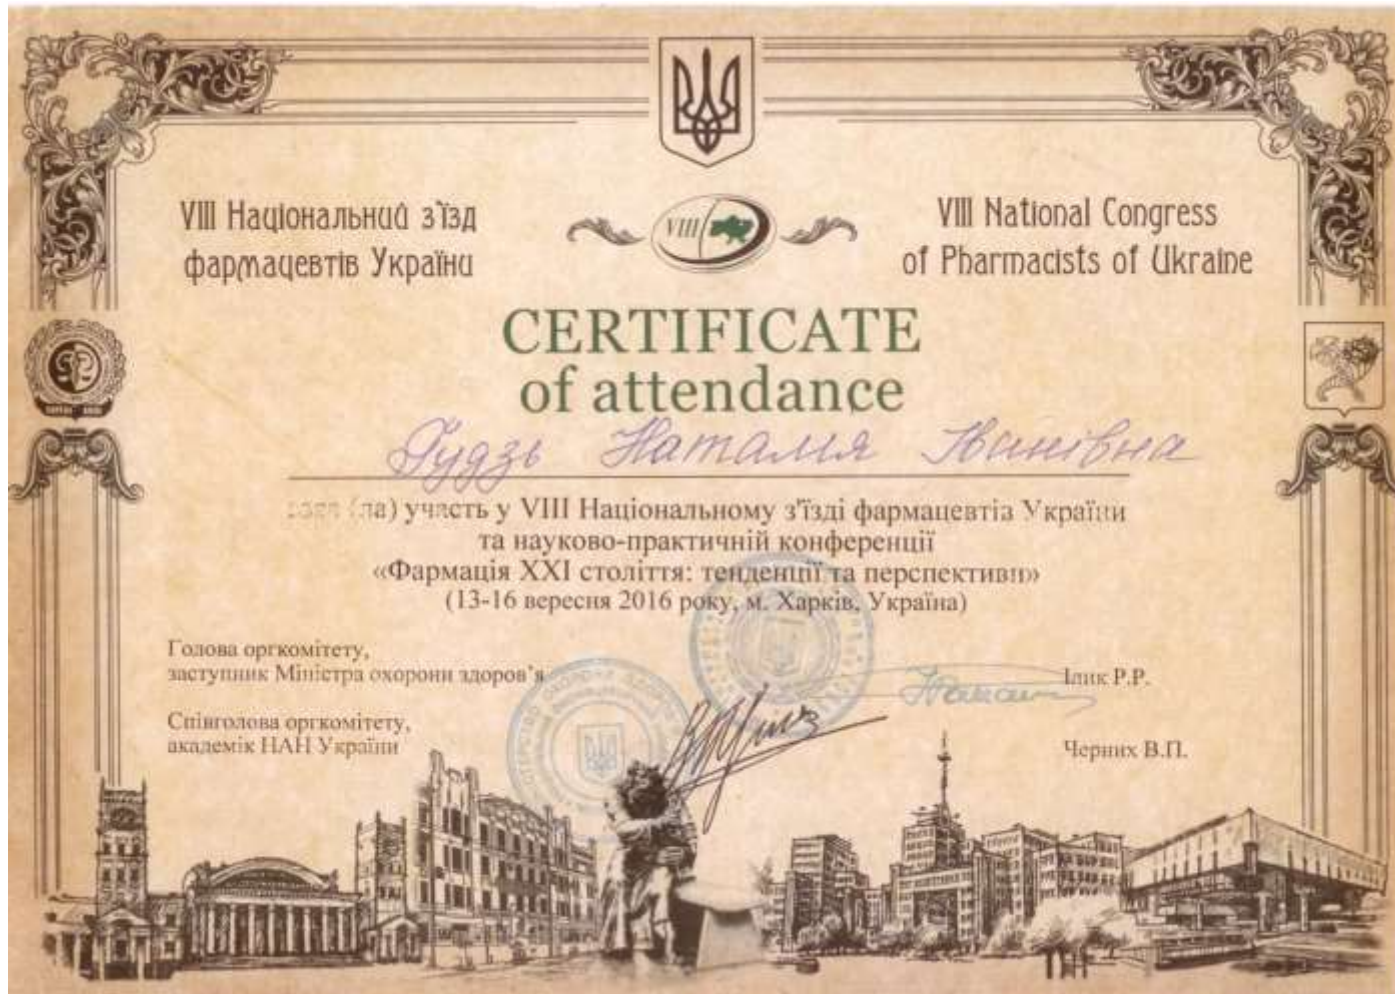 VIII Національний з'їзд
фармацевтів України
VIII
VIII National Congress
of Pharmacists of Ukraine
CERTIFICATE
of attendance
Гудзь Наталія Іванівна
(ла) участь у VIII Національному з'їзді фармацевтів України
та науково-практичній конференції
«Фармація XXI століття: тенденції та перспективи»
(13-16 вересня 2016 року, м. Харків, Україна)
Голова оргкомітету,
заступник Міністра охорони здоров'я
Ілик Р.Р.
Співголова оргкомітету,
академік НАН України
Черних В.П.